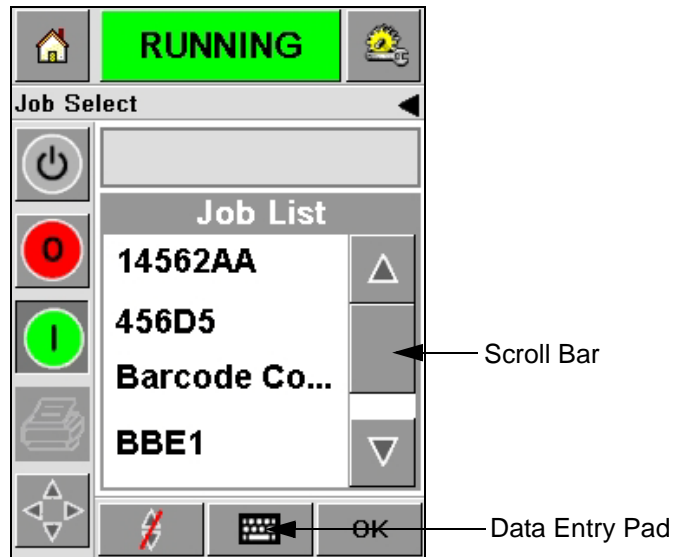 RUNNING
Job Select
Job List
14562AA
456D5
Barcode Co...
BBE1
OK
O
I
Scroll Bar
Data Entry Pad